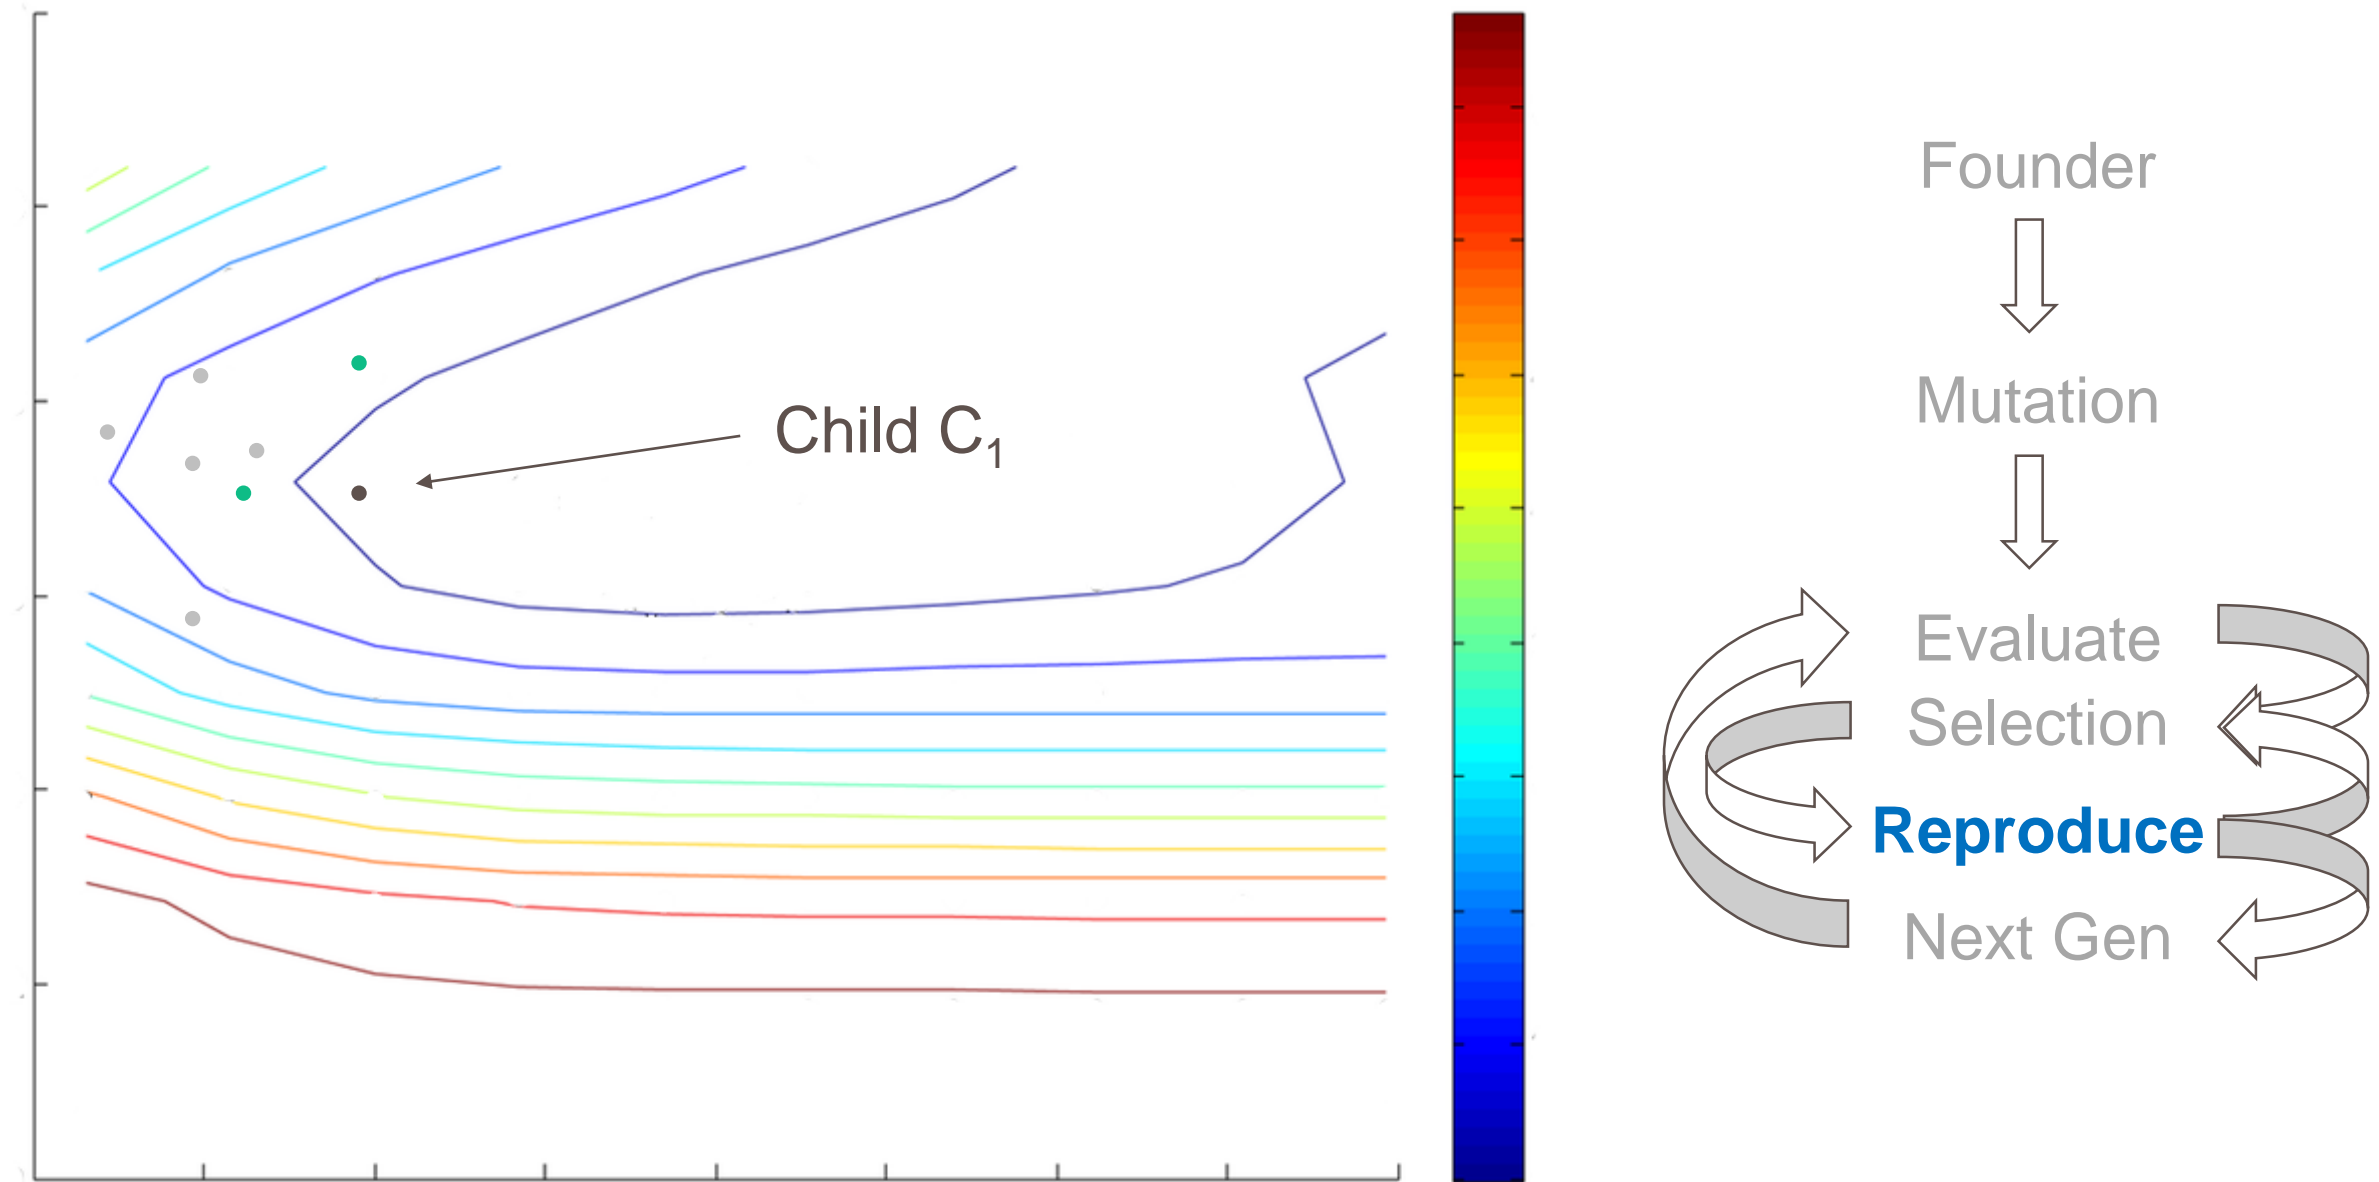 Child C₁
Founder
Mutation
Evaluate
Selection
Reproduce
Next Gen